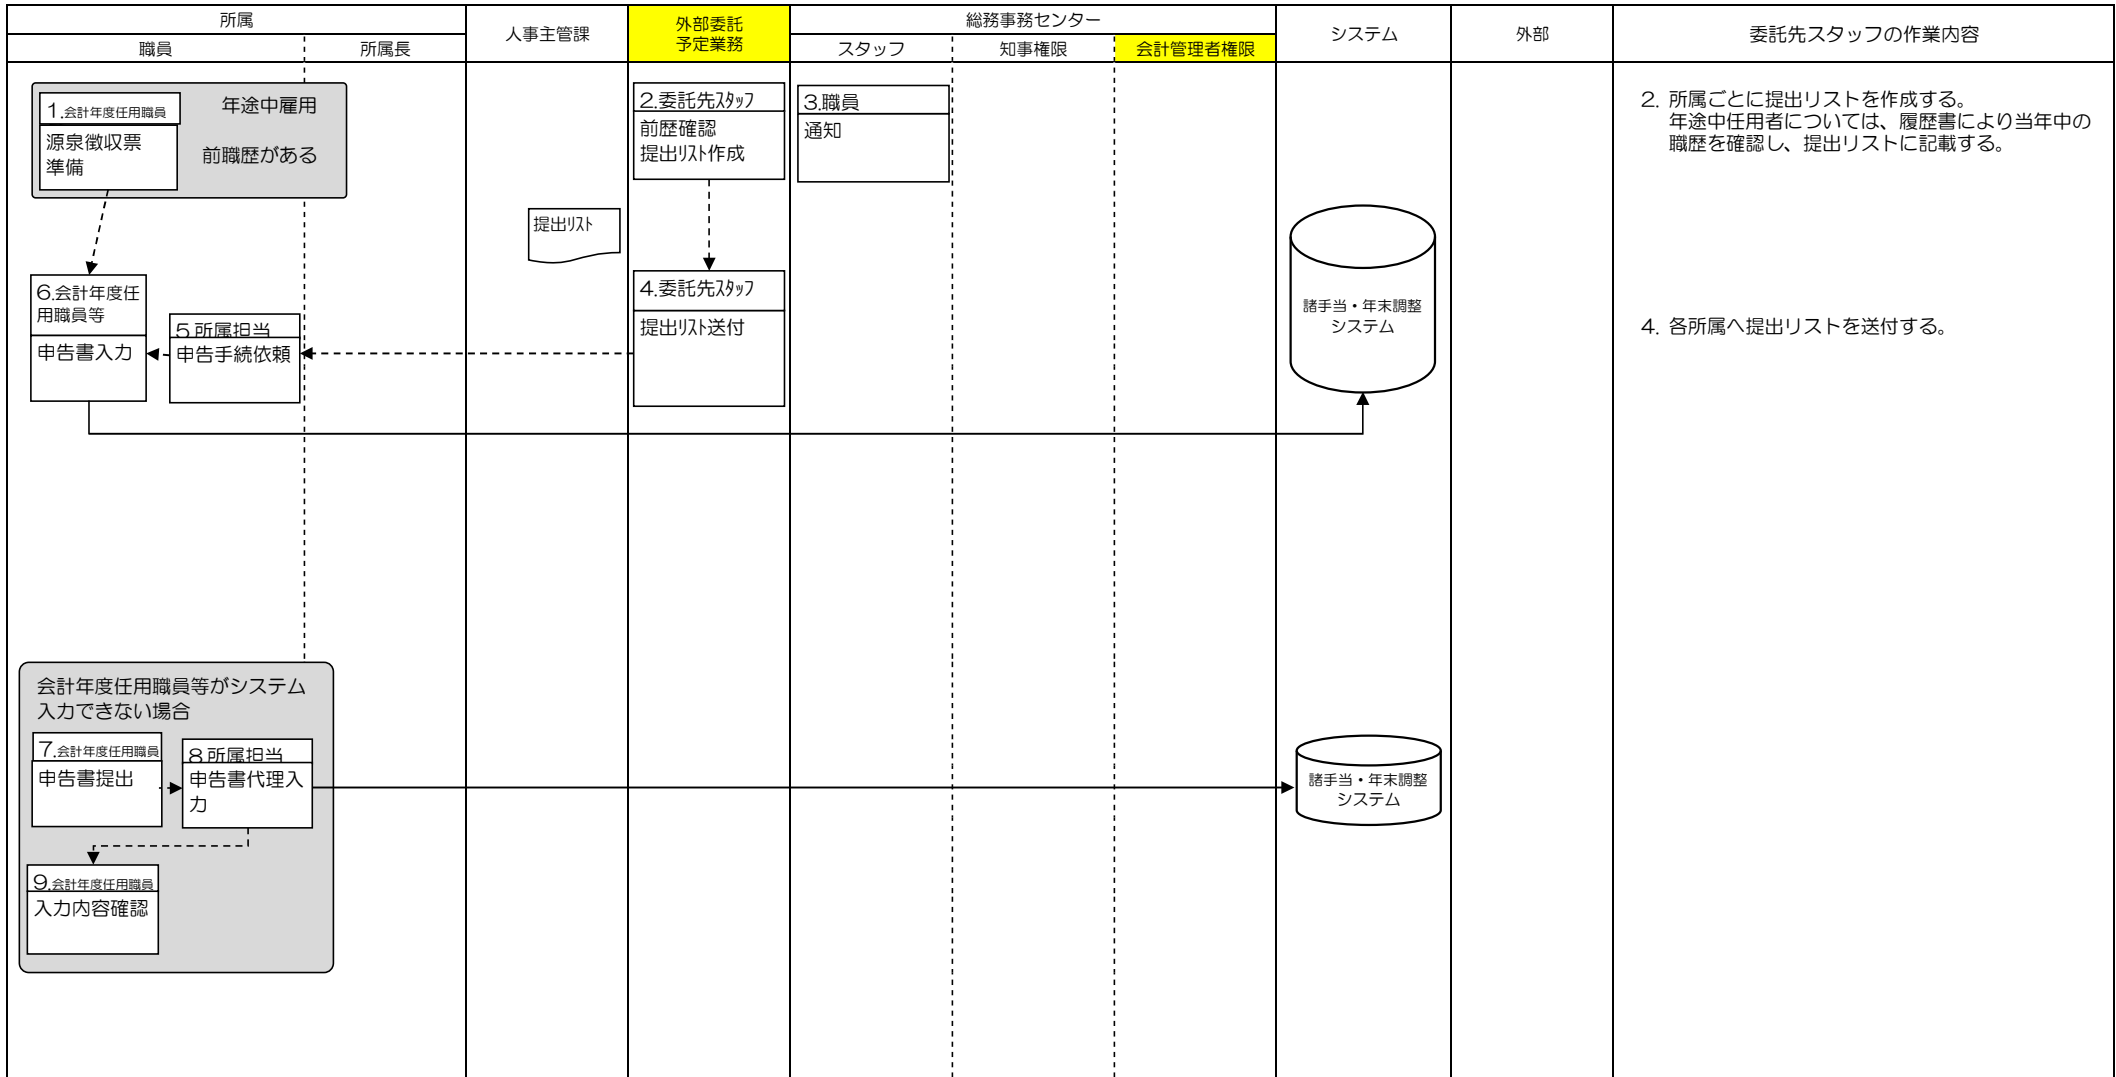 所属
人事主管課
外部委託
予定業務
総務事務センター
システム
外部
委託先スタッフの作業内容
職員
所属長
スタッフ
知事権限
会計管理者権限
1.会計年度任用職員
源泉徴収票
準備
年途中雇用
前職歴がある
2.委託先ｽﾀｯﾌ
前歴確認
提出ﾘｽﾄ作成
3.職員
通知
2. 所属ごとに提出リストを作成する。
年途中任用者については、履歴書により当年中の
職歴を確認し、提出リストに記載する。
提出ﾘｽﾄ
4.委託先ｽﾀｯﾌ
提出ﾘｽﾄ送付
諸手当・年末調整
システム
4. 各所属へ提出リストを送付する。
6.会計年度任
用職員等
申告書入力
5.所属担当
申告手続依頼
会計年度任用職員等がシステム
入力できない場合
7.会計年度任用職員
申告書提出
8.所属担当
申告書代理入
力
諸手当・年末調整
システム
9.会計年度任用職員
入力内容確認